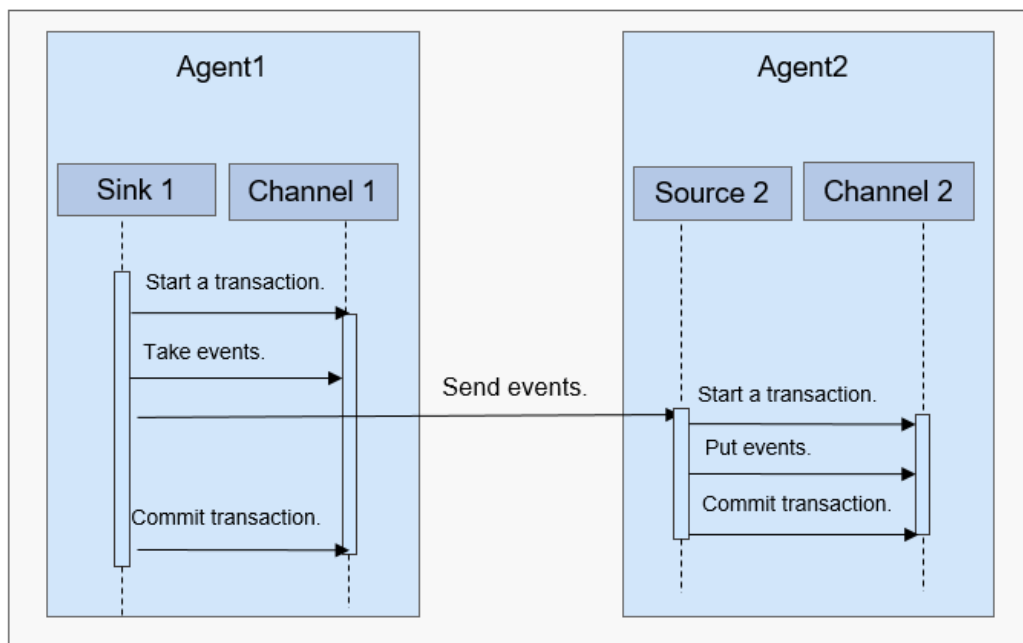 Agent1
Agent2
Sink 1
Channel 1
Source 2
Channel 2
Start a transaction.
Take events.
Send events.
Start a transaction.
Put events.
Commit transaction.
Commit transaction.